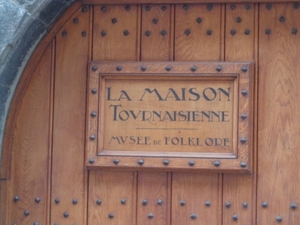 LA MAISON
TOVRNAISIENNE
MVSEE DE FOLKLORE